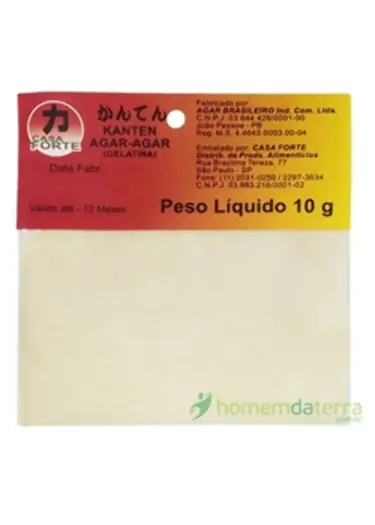 力
CASA
FORTE
かんてん
KANTEN
AGAR-AGAR
(GELATINA)
Data Fabr
Válido até - 12 Meses
Fabricado por
AGAR BRASILEIRO Ind. Com. Ltda.
C.N.P.J. 03.644.426/0001-90
João Pessoa - PB
Reg. M.S. 6.4643.0003.00-04
Embalado por: CASA FORTE
Distrib. de Prods. Alimentícios
Rua Brazelina Tereza, 77
São Paulo - SP
Fone: (11) 2031-0250 / 2297-3634
C.N.P.J. 03.883.216/0001-02
Peso Líquido 10 g
homemdaterra
.com.br